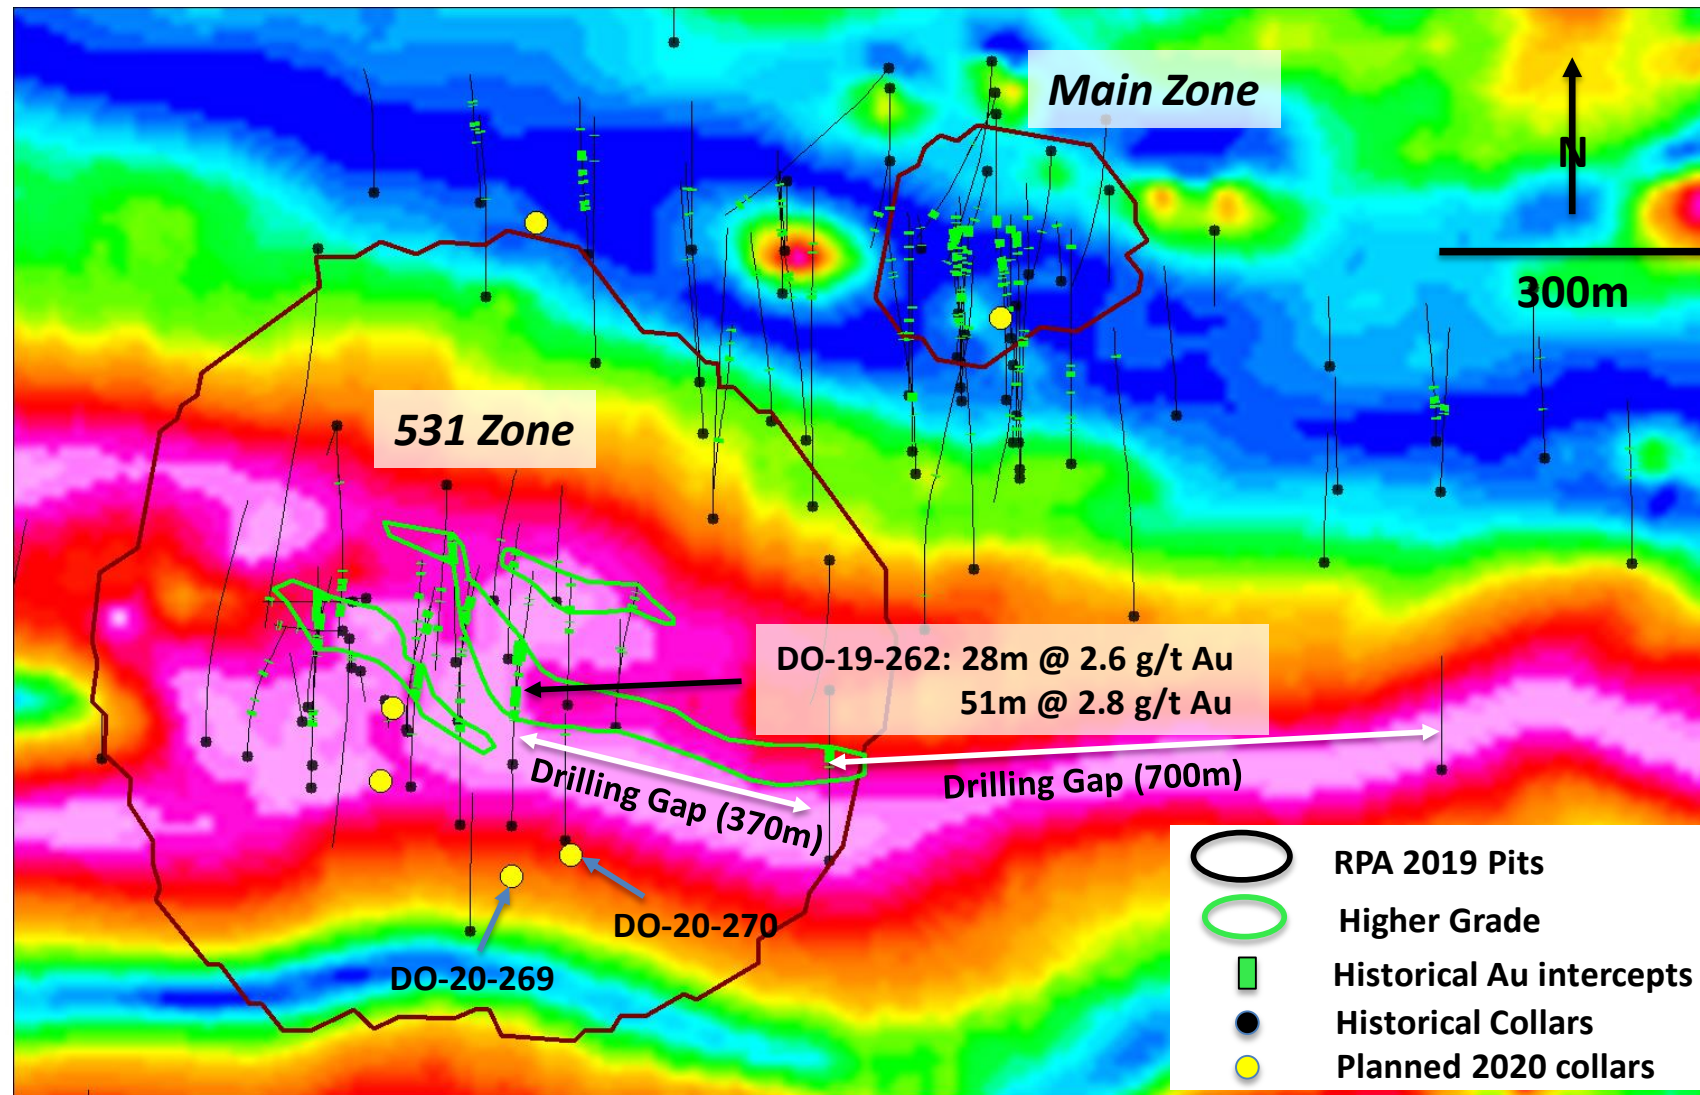 Main Zone
N
300m
531 Zone
DO-19-262: 28m @ 2.6 g/t Au
51m @ 2.8 g/t Au
Drilling Gap (370m)
Drilling Gap (700m)
DO-20-270
DO-20-269
RPA 2019 Pits
Higher Grade
Historical Au intercepts
Historical Collars
Planned 2020 collars